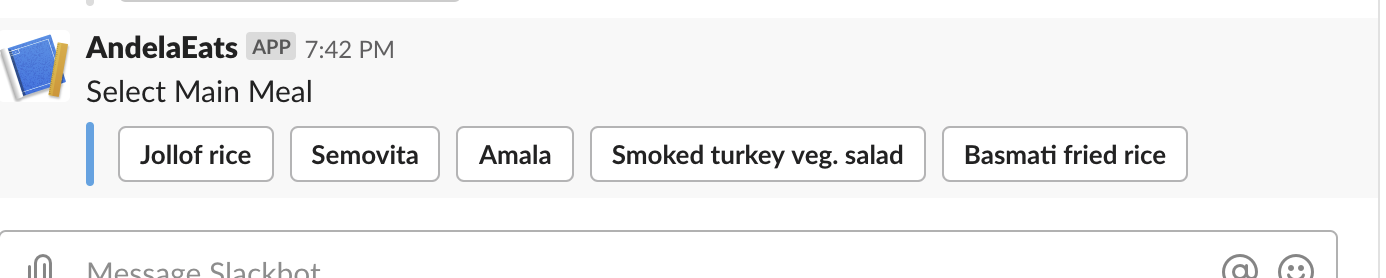 AndelaEats APP 7:42 PM
Select Main Meal
Jollof rice Semovita Amala Smoked turkey veg. salad Basmati fried rice
Message Slackbot